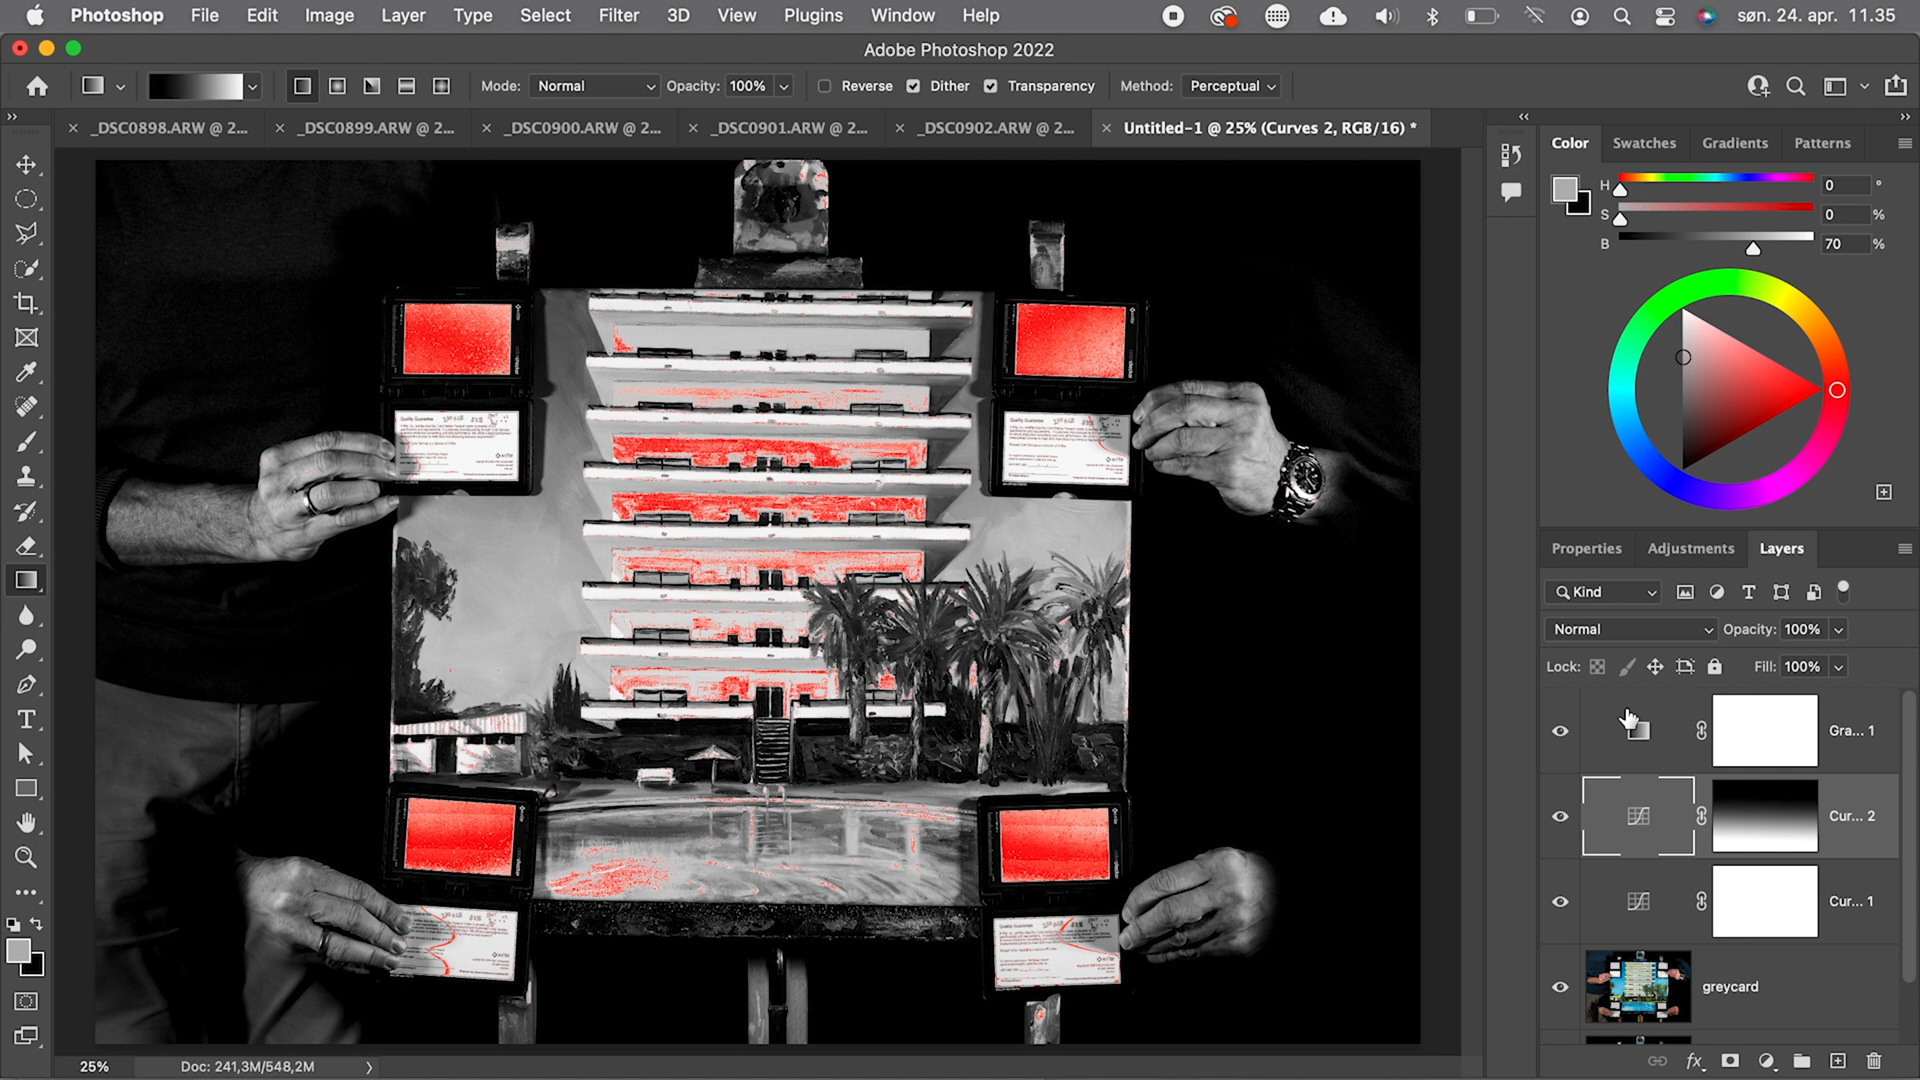 Photoshop File Edit Image Layer Type Select Filter 3D View Plugins Window Help søn. 24. apr. 11.35
Adobe Photoshop 2022
Mode: Normal Opacity: 100% Reverse Dither Transparency Method: Perceptual
_DSC0898.ARW @ 2... _DSC0899.ARW @ 2... _DSC0900.ARW @ 2... _DSC0901.ARW @ 2... _DSC0902.ARW @ 2... Untitled-1 @ 25% (Curves 2, RGB/16) *
Color Swatches Gradients Patterns
H 0 °
S 0 %
B 70 %
Quality Guarantee
Quality Guarantee
Properties Adjustments Layers
Kind
Normal Opacity: 100%
Lock: Fill: 100%
Gra... 1
Cur... 2
Cur... 1
greycard
25% Doc: 241,3M/548,2M